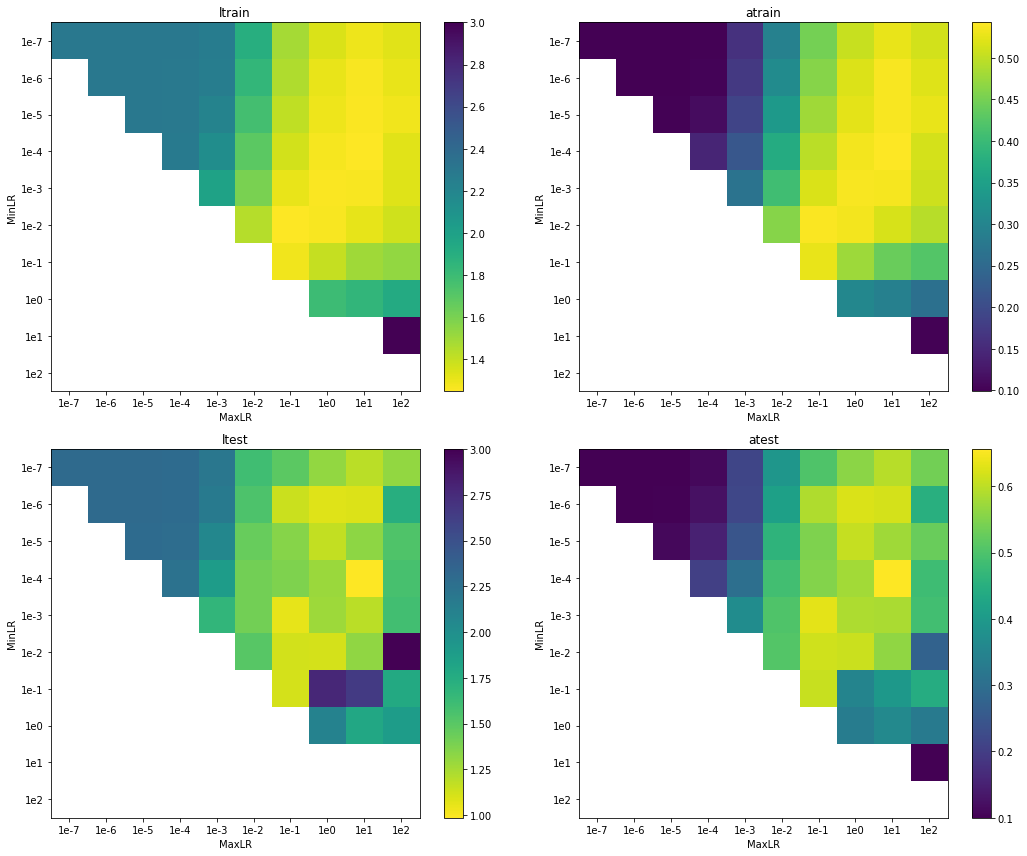 ltrain
MinLR
1e-7
1e-6
1e-5
1e-4
1e-3
1e-2
1e-1
1e0
1e1
1e2
1e-7 1e-6 1e-5 1e-4 1e-3 1e-2 1e-1 1e0 1e1 1e2
MaxLR
3.0
2.8
2.6
2.4
2.2
2.0
1.8
1.6
1.4
atrain
MinLR
1e-7
1e-6
1e-5
1e-4
1e-3
1e-2
1e-1
1e0
1e1
1e2
1e-7 1e-6 1e-5 1e-4 1e-3 1e-2 1e-1 1e0 1e1 1e2
MaxLR
0.50
0.45
0.40
0.35
0.30
0.25
0.20
0.15
0.10
ltest
MinLR
1e-7
1e-6
1e-5
1e-4
1e-3
1e-2
1e-1
1e0
1e1
1e2
1e-7 1e-6 1e-5 1e-4 1e-3 1e-2 1e-1 1e0 1e1 1e2
MaxLR
3.00
2.75
2.50
2.25
2.00
1.75
1.50
1.25
1.00
atest
MinLR
1e-7
1e-6
1e-5
1e-4
1e-3
1e-2
1e-1
1e0
1e1
1e2
1e-7 1e-6 1e-5 1e-4 1e-3 1e-2 1e-1 1e0 1e1 1e2
MaxLR
0.6
0.5
0.4
0.3
0.2
0.1